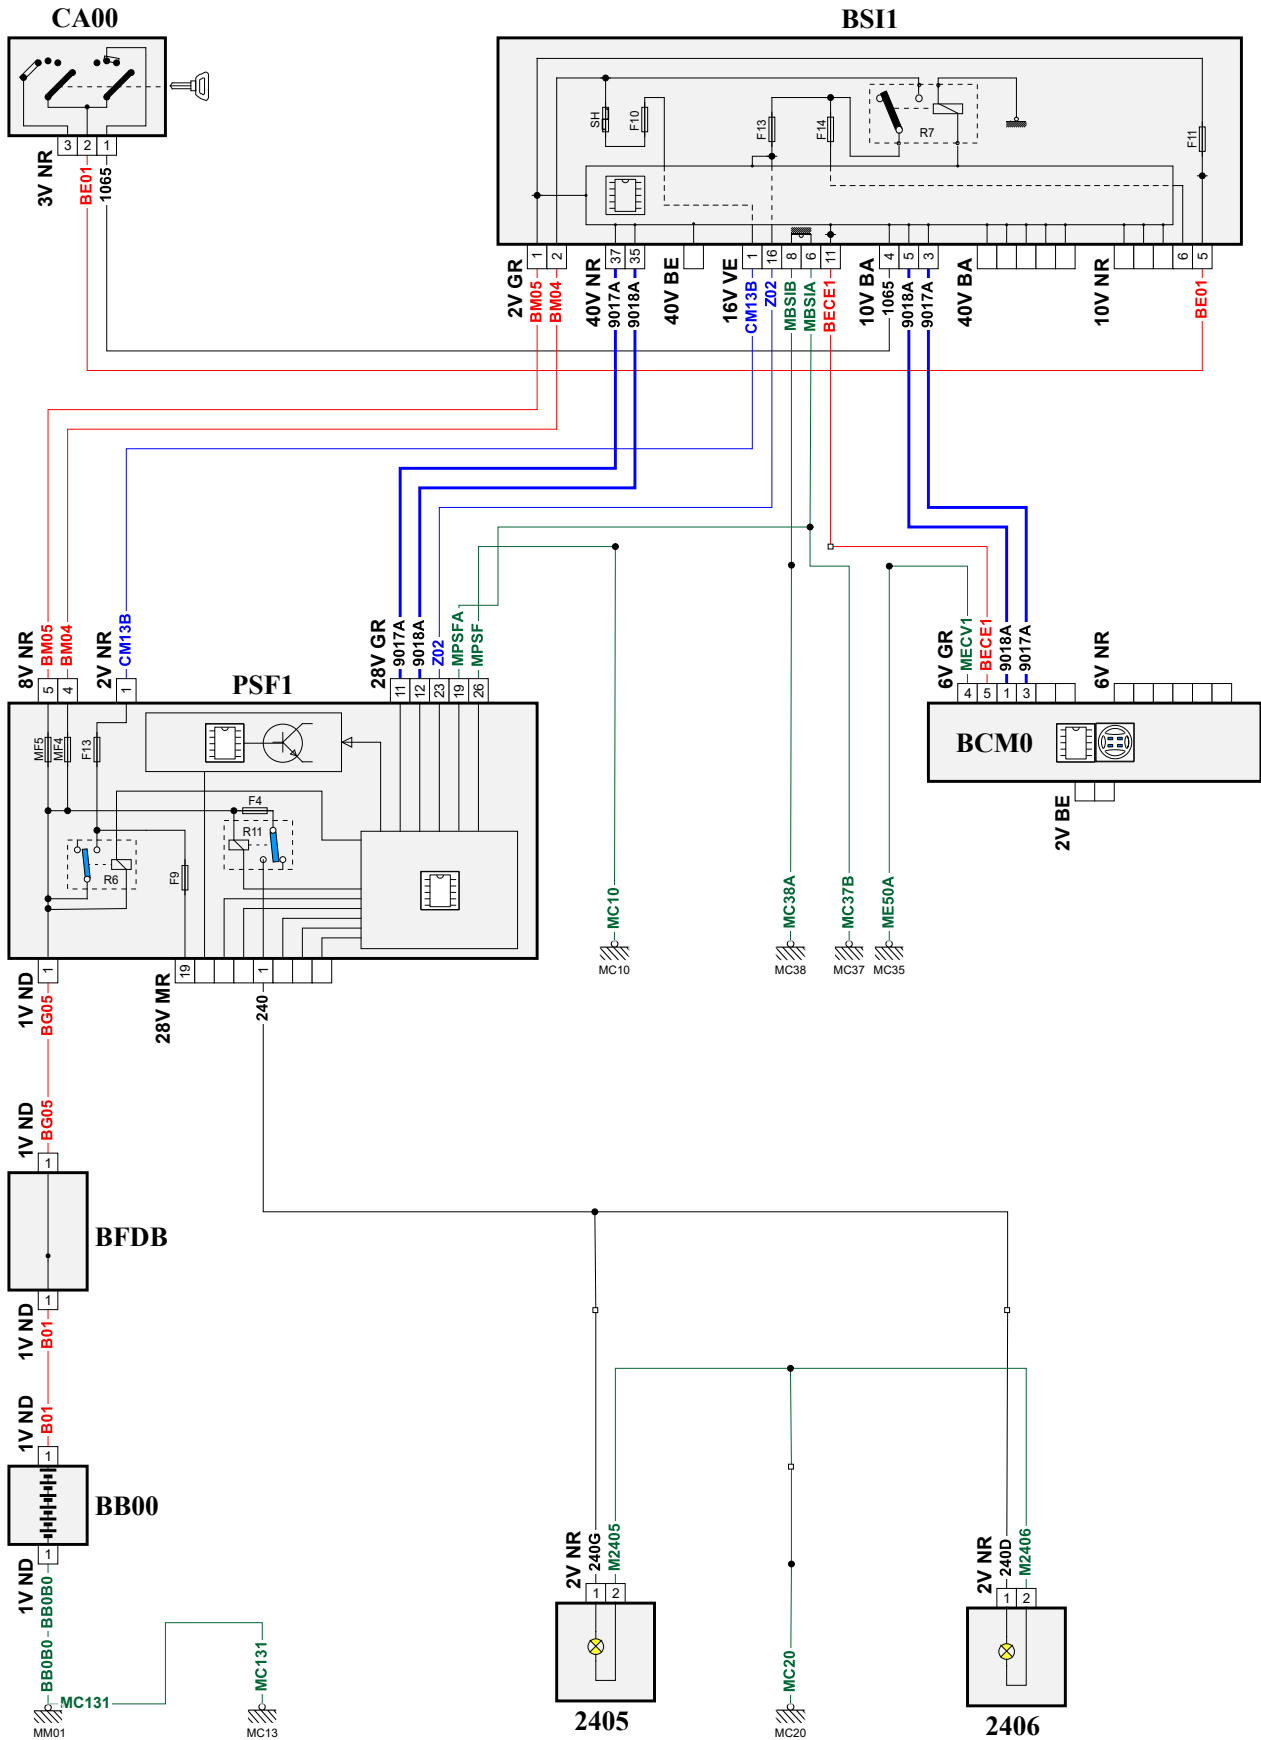 CA00
BSI1
SH
F10
F13
F14
R7
F11
3 2 1
3V NR
BE01
1065
1 2
2V GR
BM05
BM04
37 35
40V NR
9017A
9018A
40V BE
1 16 8 6 11
16V VE
CM13B
Z02
MBSIB
MBSIA
BECE1
4 5 3
10V BA
1065
9018A
9017A
40V BA
6 5
10V NR
BE01
8V NR
BM05
BM04
5 4
2V NR
CM13B
1
PSF1
28V GR
9017A
9018A
Z02
MPSFA
MPSF
11 12 23 19 26
6V GR
MECV1
BECE1
9018A
9017A
4 5 1 3
6V NR
BCM0
2V BE
MF5
MF4
F13
F4
R11
R6
F9
MC10
MC10
MC38A
MC38
MC37B
MC37
ME50A
MC35
1
1V ND
BG05
19 1
28V MR
240
1V ND
BG05
1
BFDB
1
1V ND
B01
1V ND
B01
1
BB00
1
1V ND
BB0B0
BB0B0
MC131
MC131
MM01
MC13
2V NR
240G
M2405
1 2
2405
MC20
MC20
2V NR
240D
M2406
1 2
2406